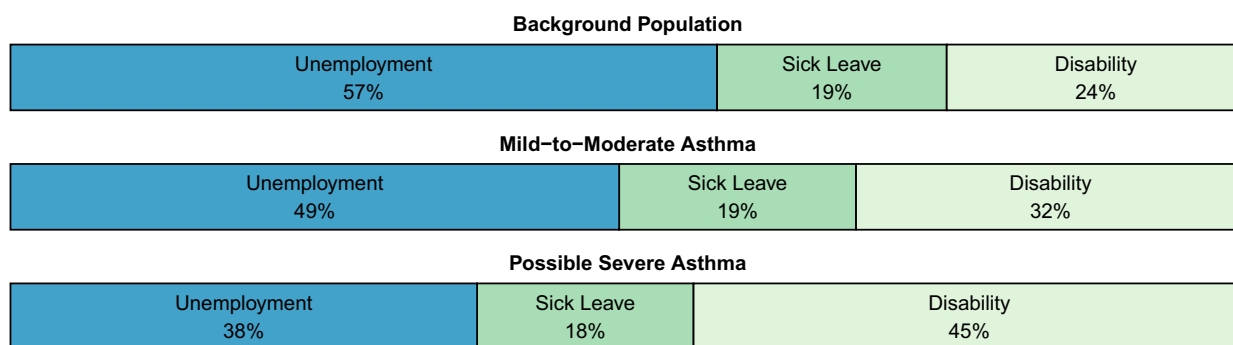 Background Population
Unemployment Sick Leave Disability
57% 19% 24%
Mild-to-Moderate Asthma
Unemployment Sick Leave Disability
49% 19% 32%
Possible Severe Asthma
Unemployment Sick Leave Disability
38% 18% 45%